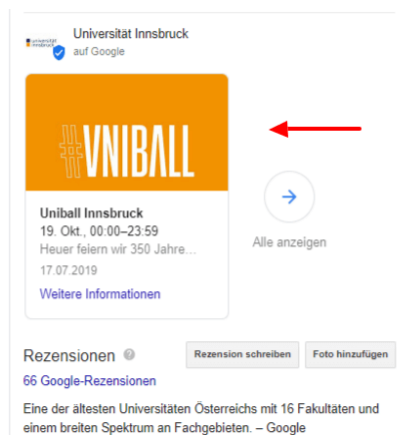 Universität Innsbruck
universität
innsbruck
auf Google
#VNIBALL
Uniball Innsbruck
19. Okt., 00:00–23:59
Heuer feiern wir 350 Jahre...
17.07.2019
Weitere Informationen
Alle anzeigen
Rezensionen
Rezension schreiben
Foto hinzufügen
66 Google-Rezensionen
Eine der ältesten Universitäten Österreichs mit 16 Fakultäten und
einem breiten Spektrum an Fachgebieten. – Google